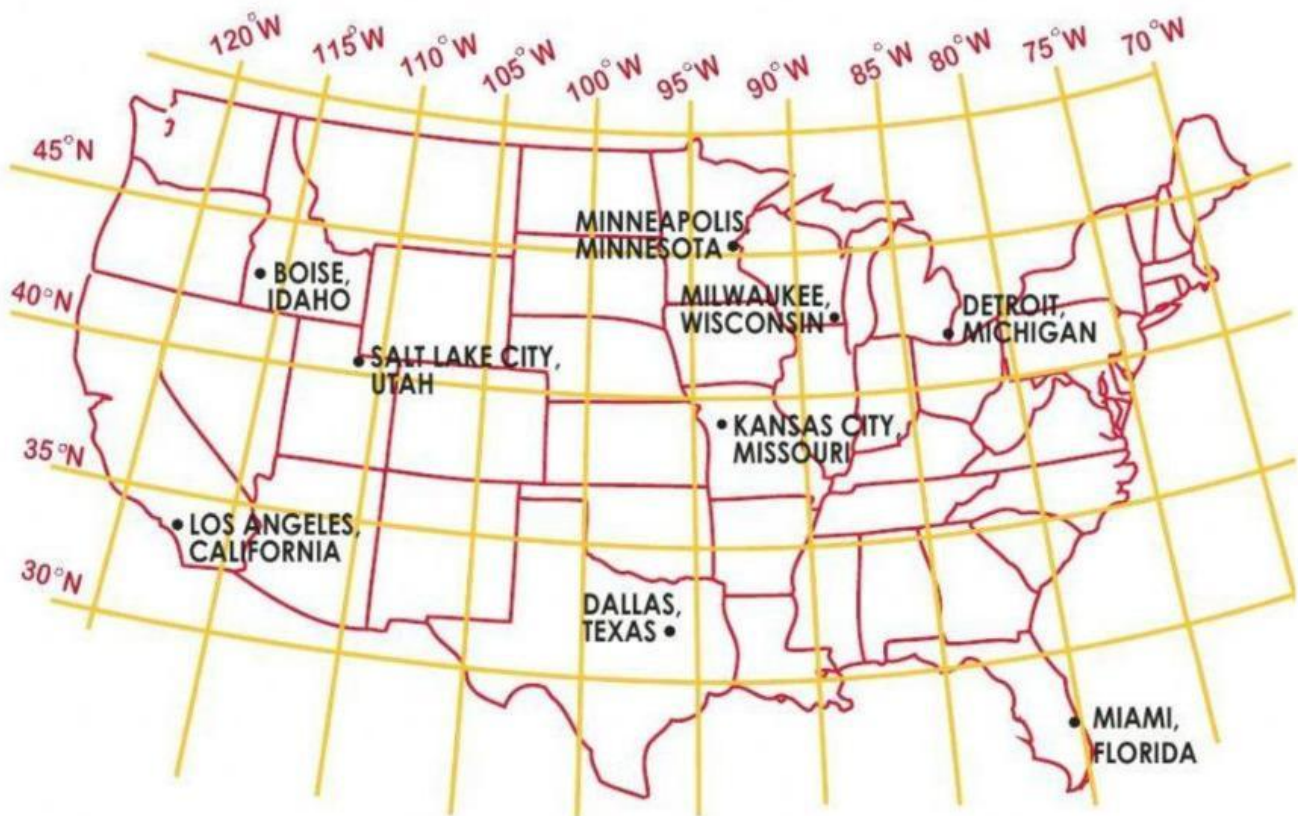 120°W
115°W
110°W
105°W
100°W
95°W
90°W
85°W
80°W
75°W
70°W
45°N
40°N
35°N
30°N
MINNEAPOLIS,
MINNESOTA
BOISE,
IDAHO
MILWAUKEE,
WISCONSIN
DETROIT,
MICHIGAN
SALT LAKE CITY,
UTAH
KANSAS CITY,
MISSOURI
LOS ANGELES,
CALIFORNIA
DALLAS,
TEXAS
MIAMI,
FLORIDA